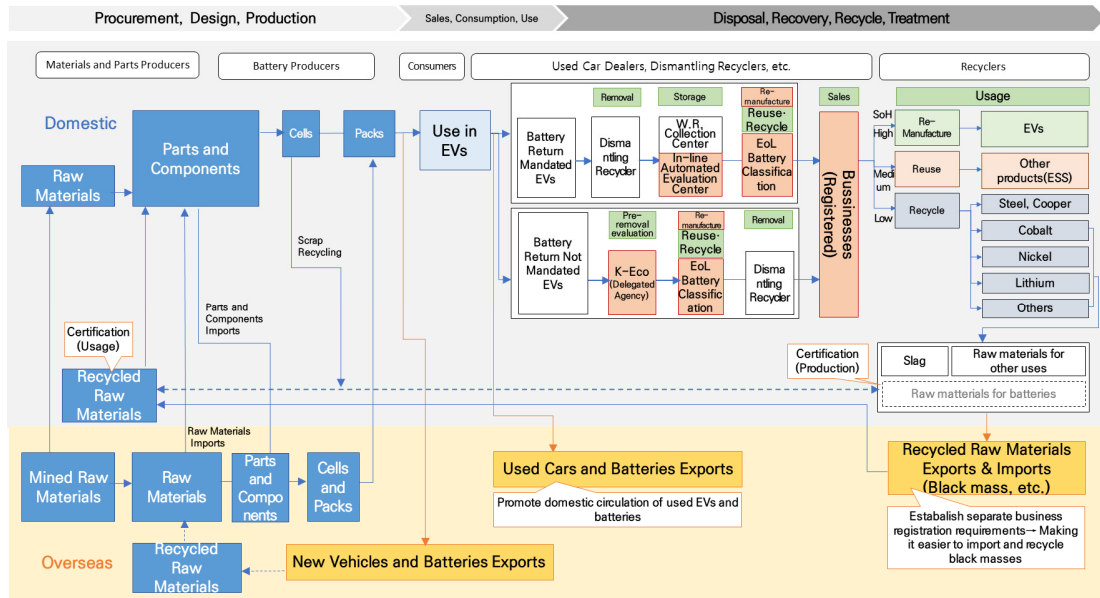 Procurement, Design, Production
Sales, Consumption, Use
Disposal, Recovery, Recycle, Treatment
Materials and Parts Producers
Battery Producers
Consumers
Used Car Dealers, Dismantling Recyclers, etc.
Recyclers
Domestic
Raw
Materials
Parts and
Components
Cells
Packs
Use in
EVs
Removal
Storage
Re-
manufacture
Reuse·
Recycle
Battery
Return
Mandated
EVs
Disma
ntling
Recycler
W.R, Collection
Center
In-line
Automated
Evaluation
Center
EoL
Battery
Classifica
tion
Battery
Return Not
Mandated
EVs
Pre-
removal
evaluation
K-Eco
(Delegated
Agency)
Re-
manufacture
Reuse·
Recycle
EoL
Battery
Classific
ation
Removal
Disma
ntling
Recycler
Sales
Bussinesses
(Registered)
Usage
SoH
High
Medi
um
Low
Re-
Manufacture
EVs
Reuse
Other
products(ESS)
Recycle
Steel, Cooper
Cobalt
Nickel
Lithium
Others
Scrap
Recycling
Parts and
Components
Imports
Certification
(Usage)
Recycled
Raw
Materials
Raw Materials
Imports
Certification
(Production)
Slag
Raw materials for
other uses
Raw macterials for batteries
Mined Raw
Materials
Raw
Materials
Parts
and
Compo
nents
Cells
and
Packs
Used Cars and Batteries Exports
Promote domestic circulation of used EVs and
batteries
Recycled Raw Materials
Exports & Imports
(Black mass, etc.)
Estabalish separate business
registration requirements→ Making
it easier to import and recycle
black masses
Overseas
Recycled
Raw
Materials
New Vehicles and Batteries Exports